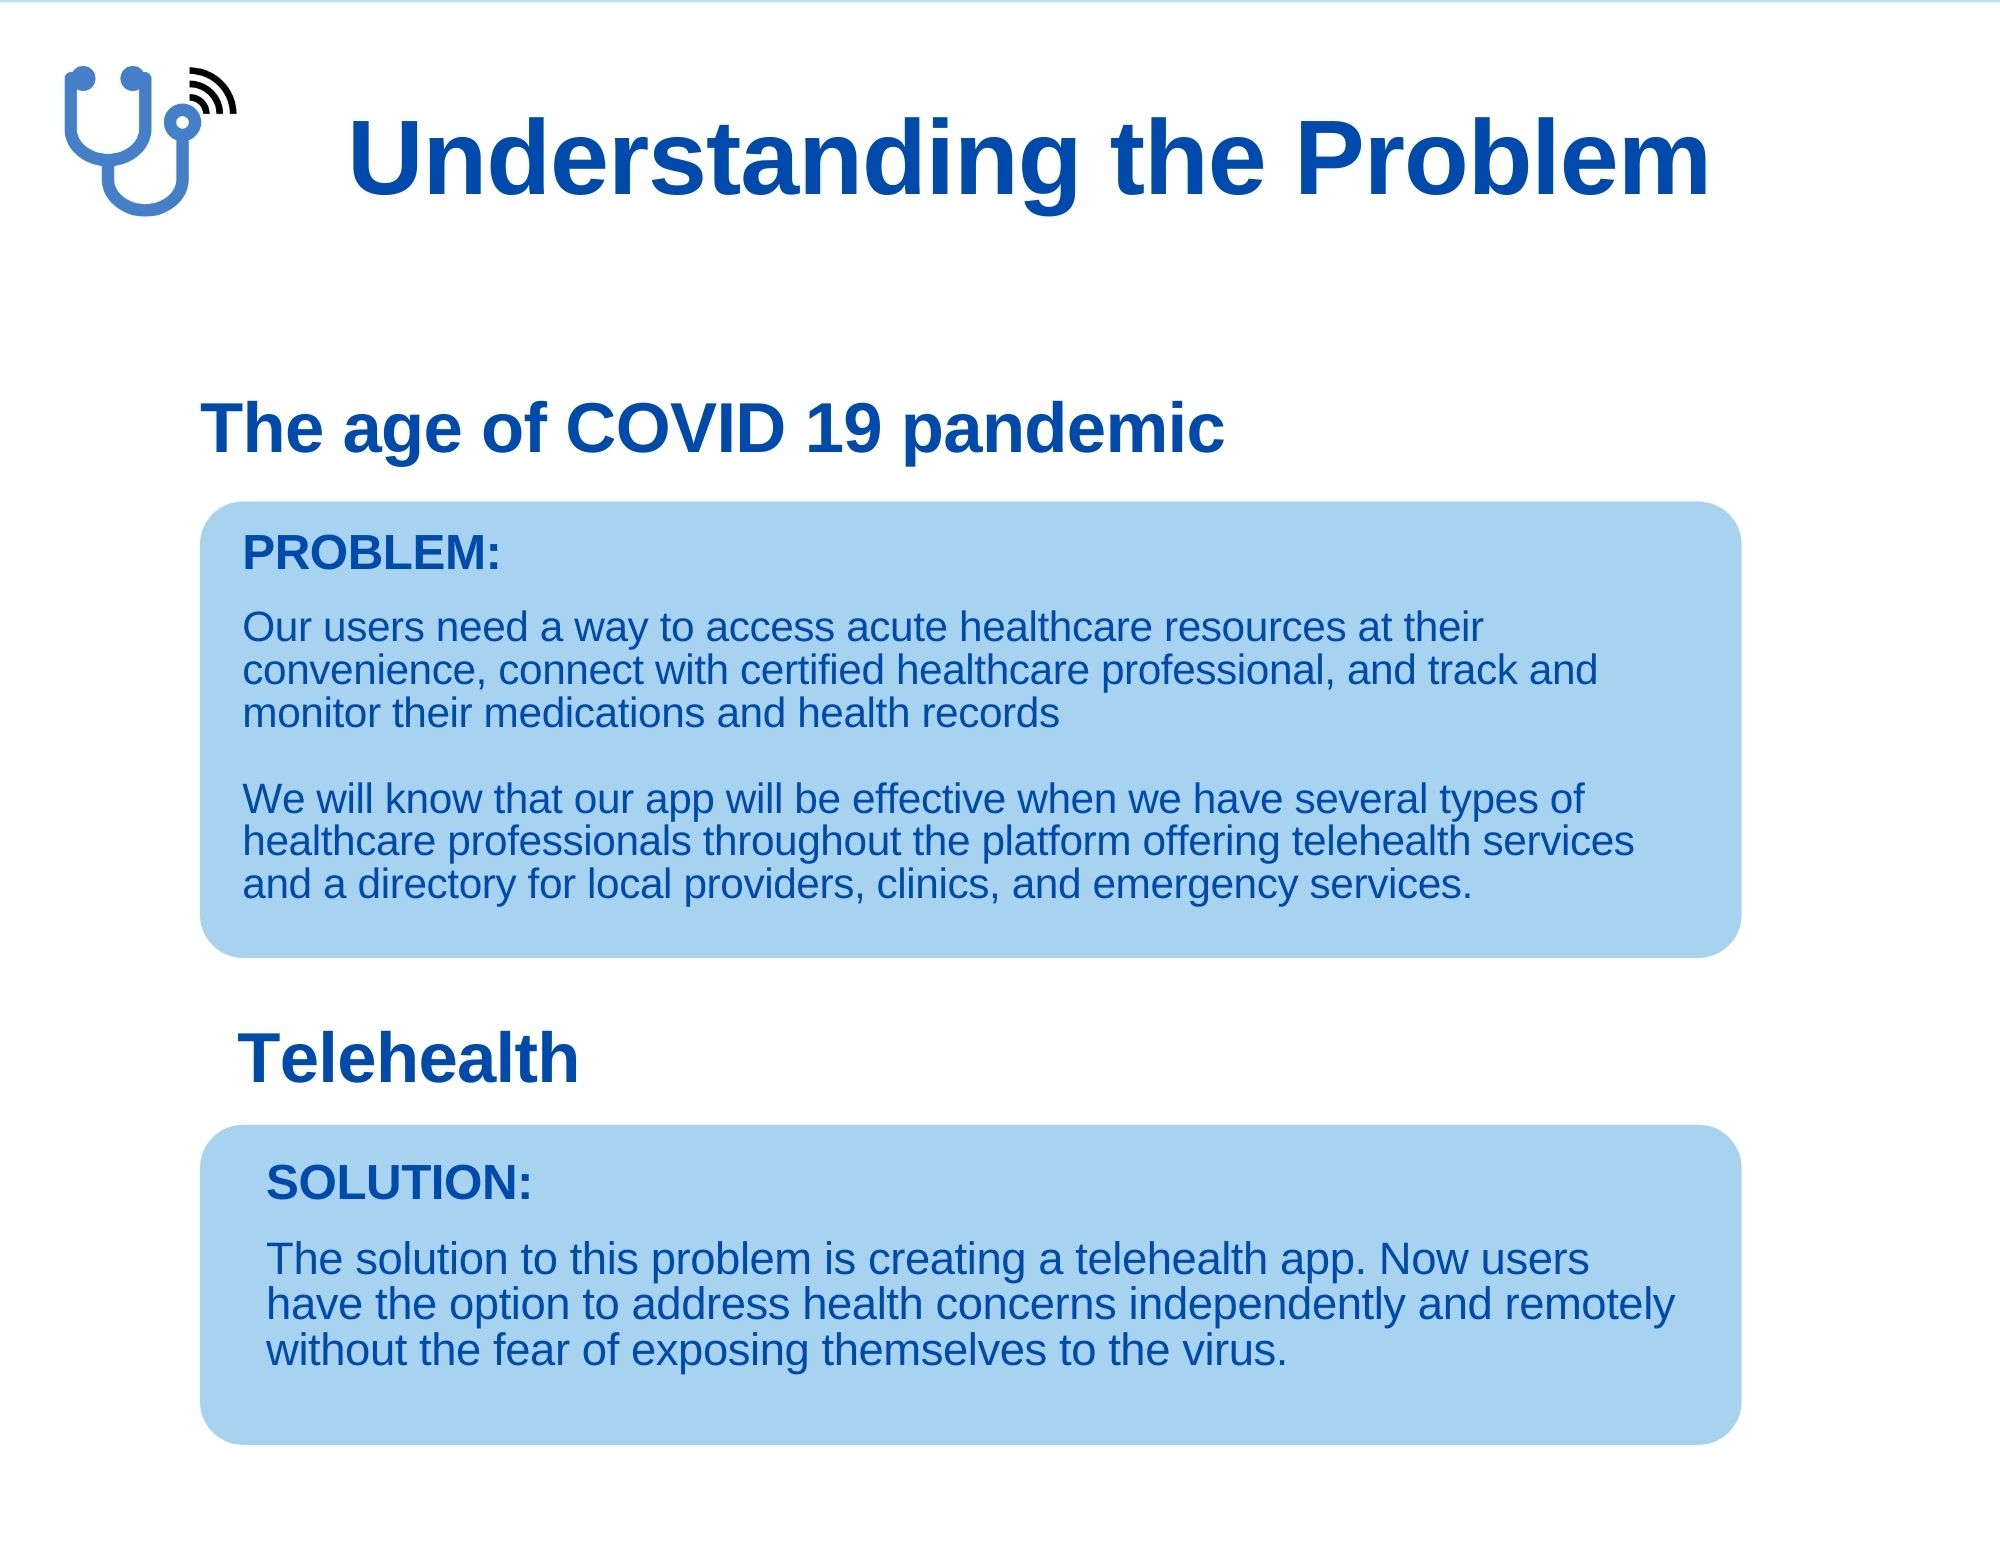 Understanding the Problem
The age of COVID 19 pandemic
PROBLEM:
Our users need a way to access acute healthcare resources at their
convenience, connect with certified healthcare professional, and track and
monitor their medications and health records
We will know that our app will be effective when we have several types of
healthcare professionals throughout the platform offering telehealth services
and a directory for local providers, clinics, and emergency services.
Telehealth
SOLUTION:
The solution to this problem is creating a telehealth app. Now users
have the option to address health concerns independently and remotely
without the fear of exposing themselves to the virus.